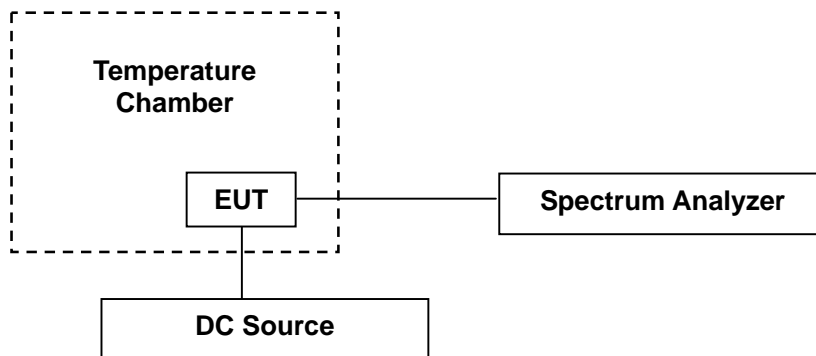 Temperature
Chamber
EUT
Spectrum Analyzer
DC Source